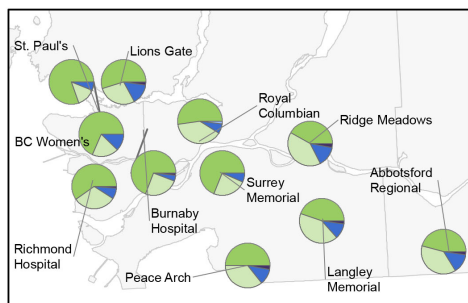 St. Paul's
Lions Gate
Royal
Columbian
Ridge Meadows
BC Women's
Abbotsford
Regional
Surrey
Memorial
Burnaby
Hospital
Richmond
Hospital
Peace Arch
Langley
Memorial